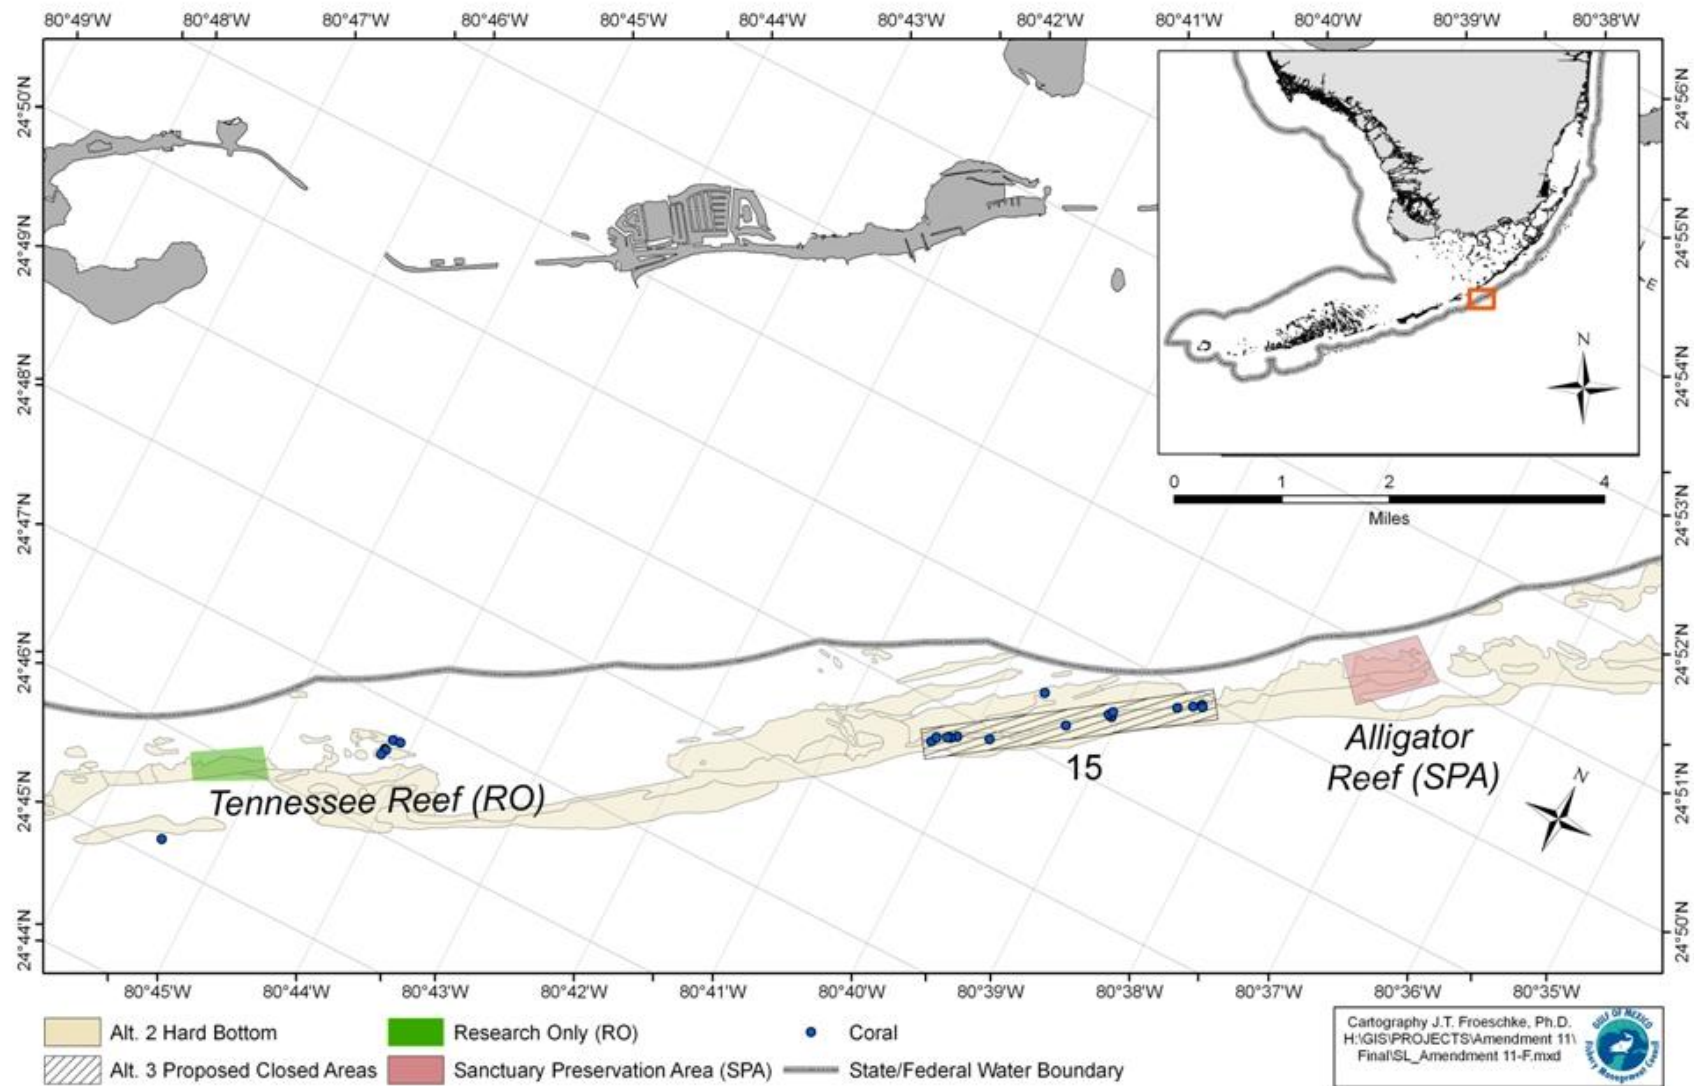 80°49'W 80°48'W 80°47'W 80°46'W 80°45'W 80°44'W 80°43'W 80°42'W 80°41'W 80°40'W 80°39'W 80°38'W
24°50'N
24°49'N
24°48'N
24°47'N
24°46'N
24°45'N
24°44'N
24°56'N
24°55'N
24°54'N
24°53'N
24°52'N
24°51'N
24°50'N
N
0 1 2 4
Miles
Tennessee Reef (RO)
15
Alligator
Reef (SPA)
N
80°45'W 80°44'W 80°43'W 80°42'W 80°41'W 80°40'W 80°39'W 80°38'W 80°37'W 80°36'W 80°35'W
Alt. 2 Hard Bottom
Research Only (RO)
Coral
Alt. 3 Proposed Closed Areas
Sanctuary Preservation Area (SPA)
State/Federal Water Boundary
Cartography J.T. Froeschke, Ph.D.
H:\GIS\PROJECTS\Amendment 11\
Final\SL_Amendment 11-F.mxd
GULF OF MEXICO
Fishery Management Council